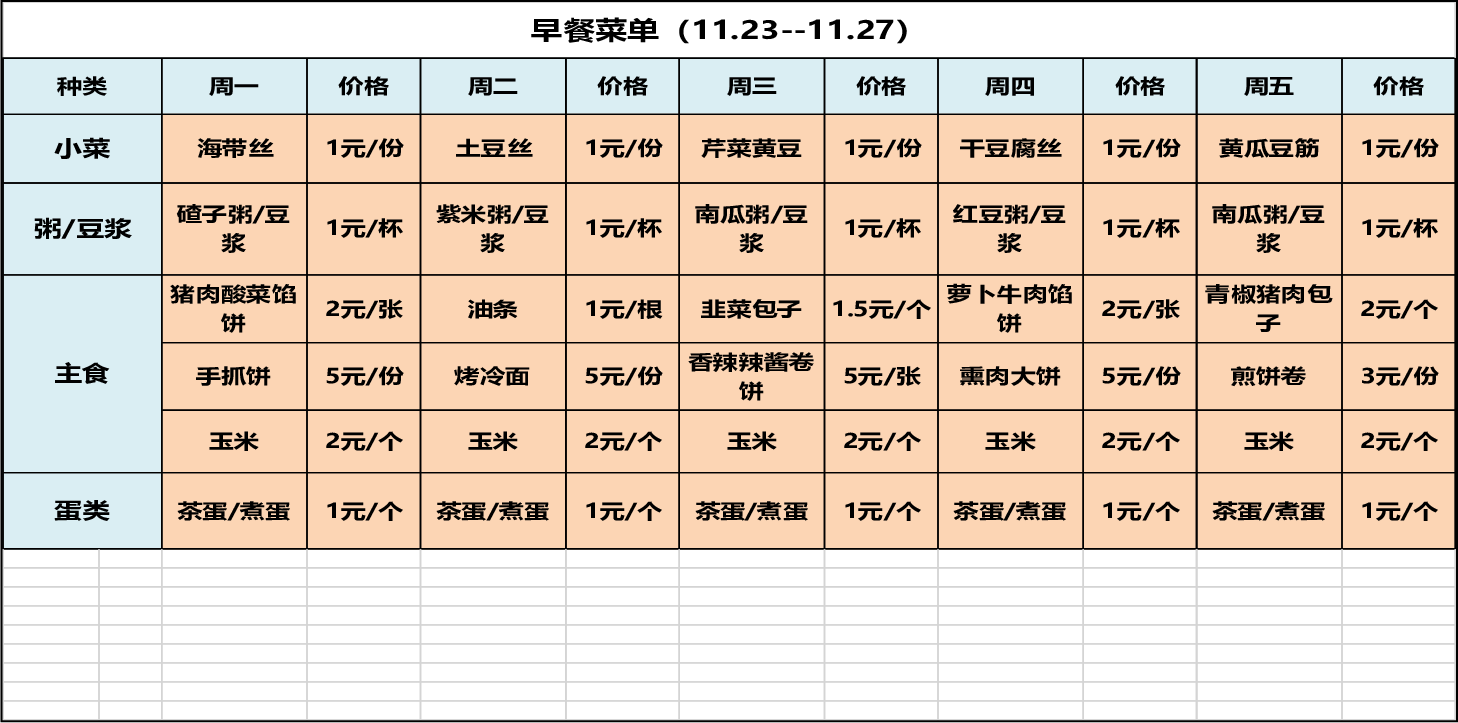 早餐菜单（11.23--11.27）
种类 周一 价格 周二 价格 周三 价格 周四 价格 周五 价格
小菜 海带丝 1元/份 土豆丝 1元/份 芹菜黄豆 1元/份 干豆腐丝 1元/份 黄瓜豆筋 1元/份
粥/豆浆 碴子粥/豆浆 1元/杯 紫米粥/豆浆 1元/杯 南瓜粥/豆浆 1元/杯 红豆粥/豆浆 1元/杯 南瓜粥/豆浆 1元/杯
主食 猪肉酸菜馅饼 2元/张 油条 1元/根 韭菜包子 1.5元/个 萝卜牛肉馅饼 2元/张 青椒猪肉包子 2元/个
手抓饼 5元/份 烤冷面 5元/份 香辣辣酱卷饼 5元/张 熏肉大饼 5元/份 煎饼卷 3元/份
玉米 2元/个 玉米 2元/个 玉米 2元/个 玉米 2元/个 玉米 2元/个
蛋类 茶蛋/煮蛋 1元/个 茶蛋/煮蛋 1元/个 茶蛋/煮蛋 1元/个 茶蛋/煮蛋 1元/个 茶蛋/煮蛋 1元/个